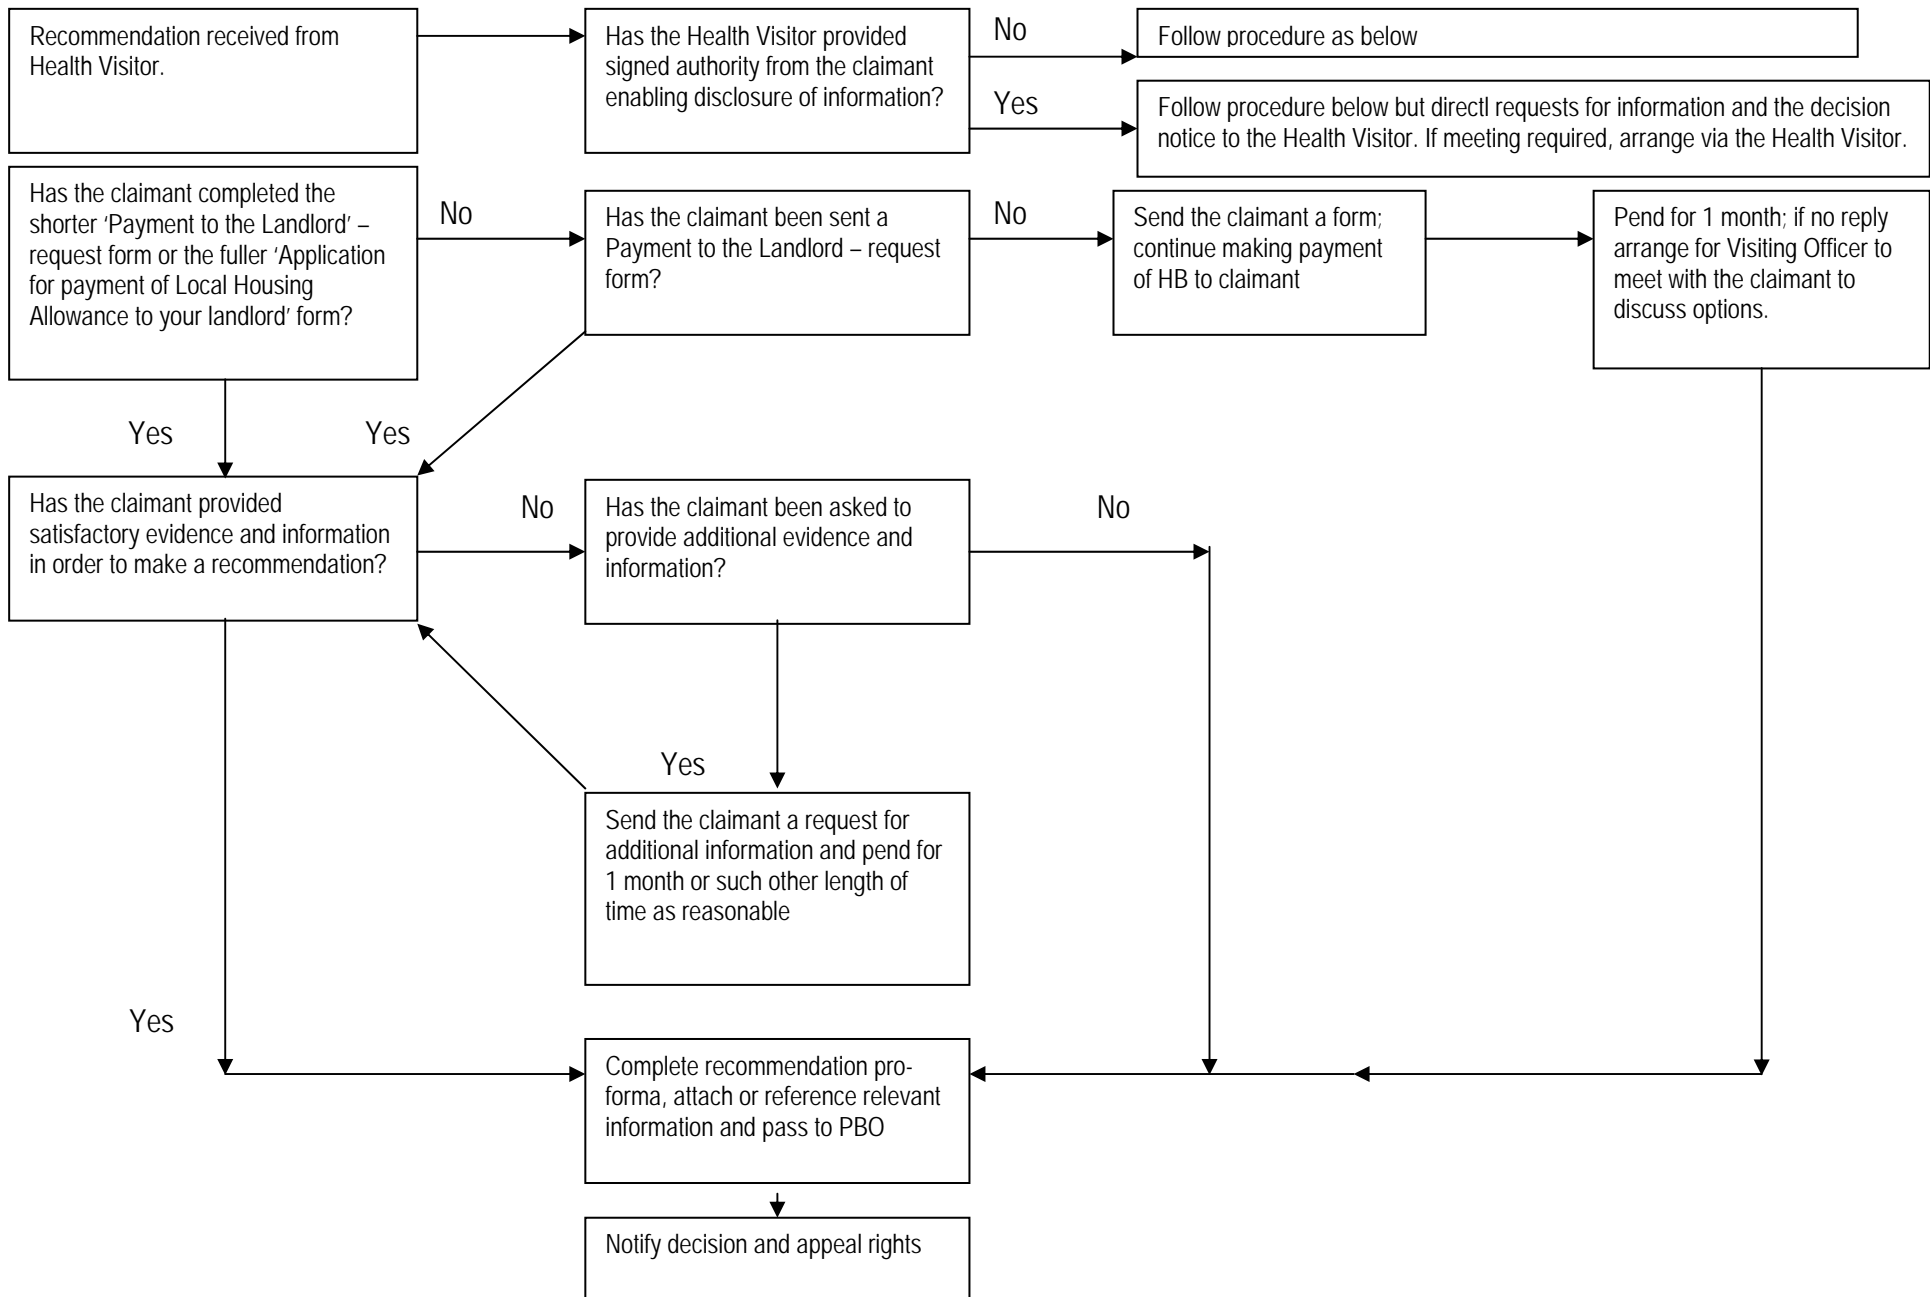 Recommendation received from
Health Visitor.
Has the Health Visitor provided
signed authority from the claimant
enabling disclosure of information?
No
Follow procedure as below
Yes
Follow procedure below but directl requests for information and the decision
notice to the Health Visitor. If meeting required, arrange via the Health Visitor.
Has the claimant completed the
shorter ‘Payment to the Landlord’ –
request form or the fuller ‘Application
for payment of Local Housing
Allowance to your landlord’ form?
No
Has the claimant been sent a
Payment to the Landlord – request
form?
No
Send the claimant a form;
continue making payment
of HB to claimant
Pend for 1 month; if no reply
arrange for Visiting Officer to
meet with the claimant to
discuss options.
Yes
Yes
Has the claimant provided
satisfactory evidence and information
in order to make a recommendation?
No
Has the claimant been asked to
provide additional evidence and
information?
No
Yes
Send the claimant a request for
additional information and pend for
1 month or such other length of
time as reasonable
Yes
Complete recommendation pro-
forma, attach or reference relevant
information and pass to PBO
Notify decision and appeal rights